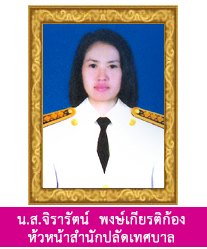 น.ส.จิรารัตน์ พงษ์เกียรติก้อง
หัวหน้าสำนักปลัดเทศบาล